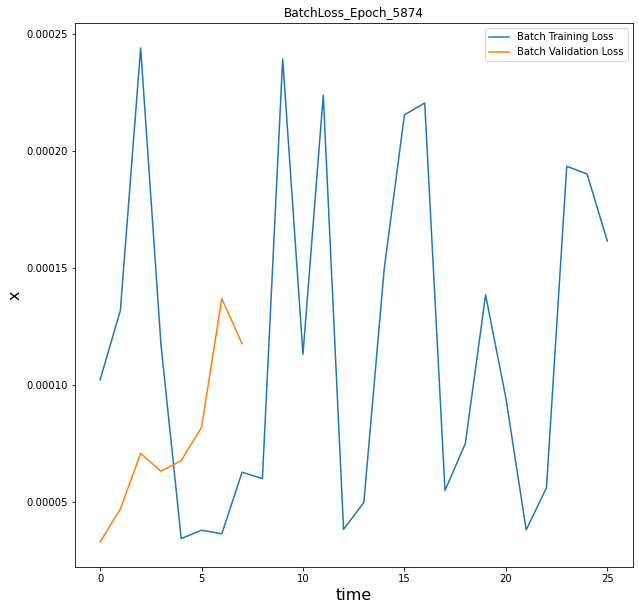 BatchLoss_Epoch_5874
Batch Training Loss
Batch Validation Loss
0.00025
0.00020
0.00015
0.00010
0.00005
x
0 5 10 15 20 25
time